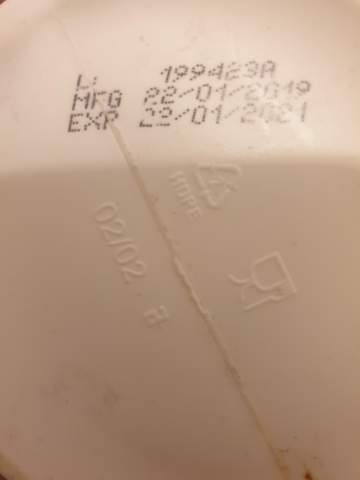 L 199423A
MFG 22/01/2019
EXP 22/01/2021
HDPE
02/02 a